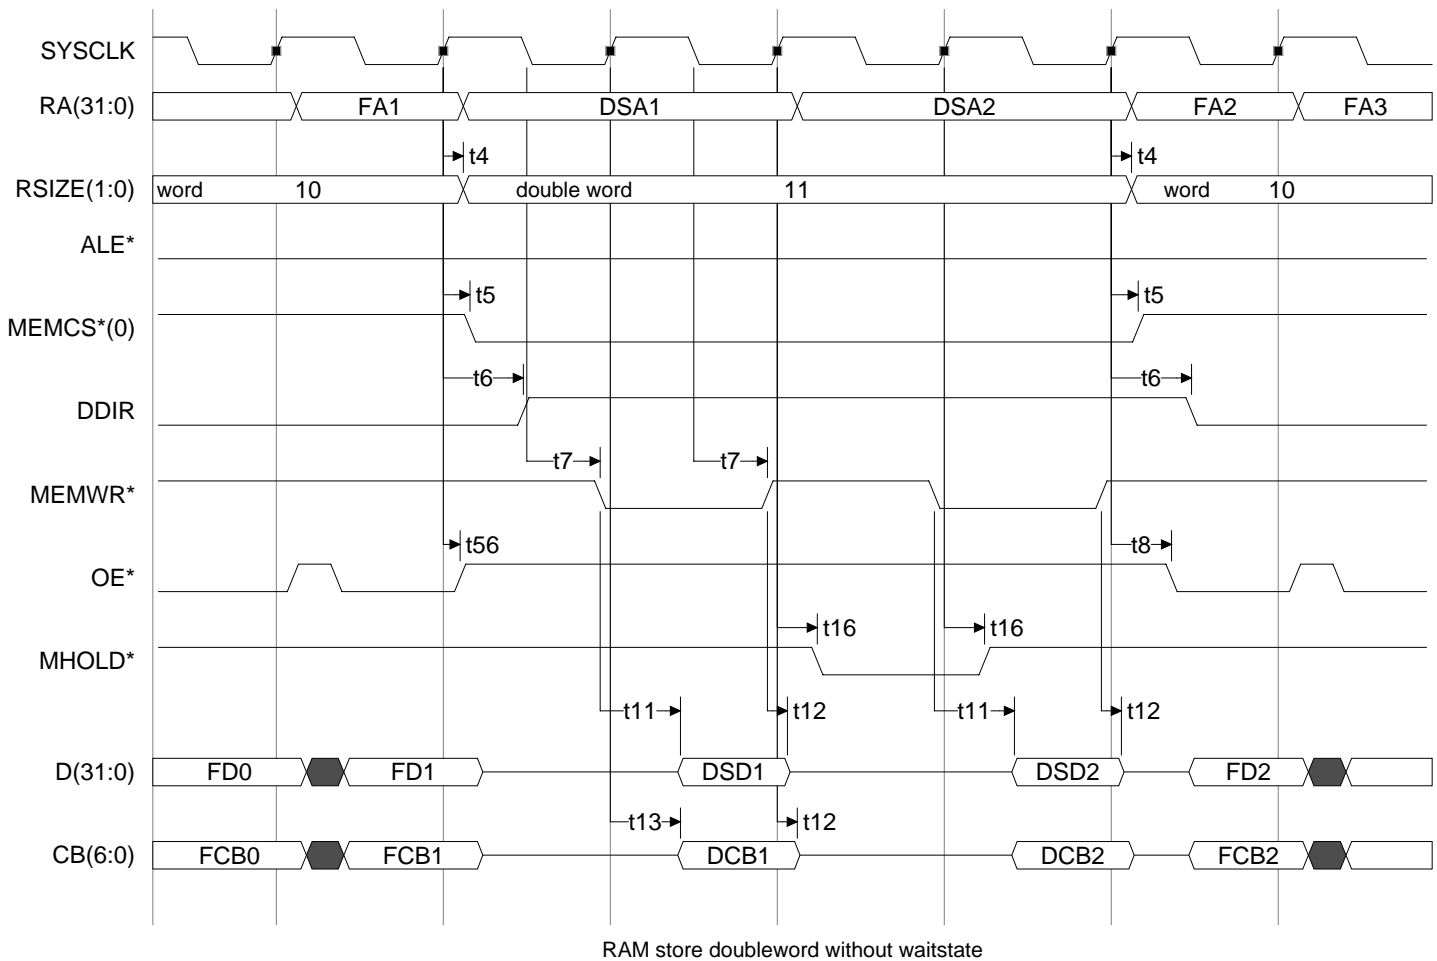 SYSCLK
RA(31:0) FA1 DSA1 DSA2 FA2 FA3
t4 t4
RSIZE(1:0) word 10 double word 11 word 10
ALE*
t5 t5
MEMCS*(0)
t6 t6
DDIR
t7 t7
MEMWR*
t56 t8
OE*
t16 t16
MHOLD*
t11 t12 t11 t12
D(31:0) FD0 FD1 DSD1 DSD2 FD2
t13 t12
CB(6:0) FCB0 FCB1 DCB1 DCB2 FCB2
RAM store doubleword without waitstate